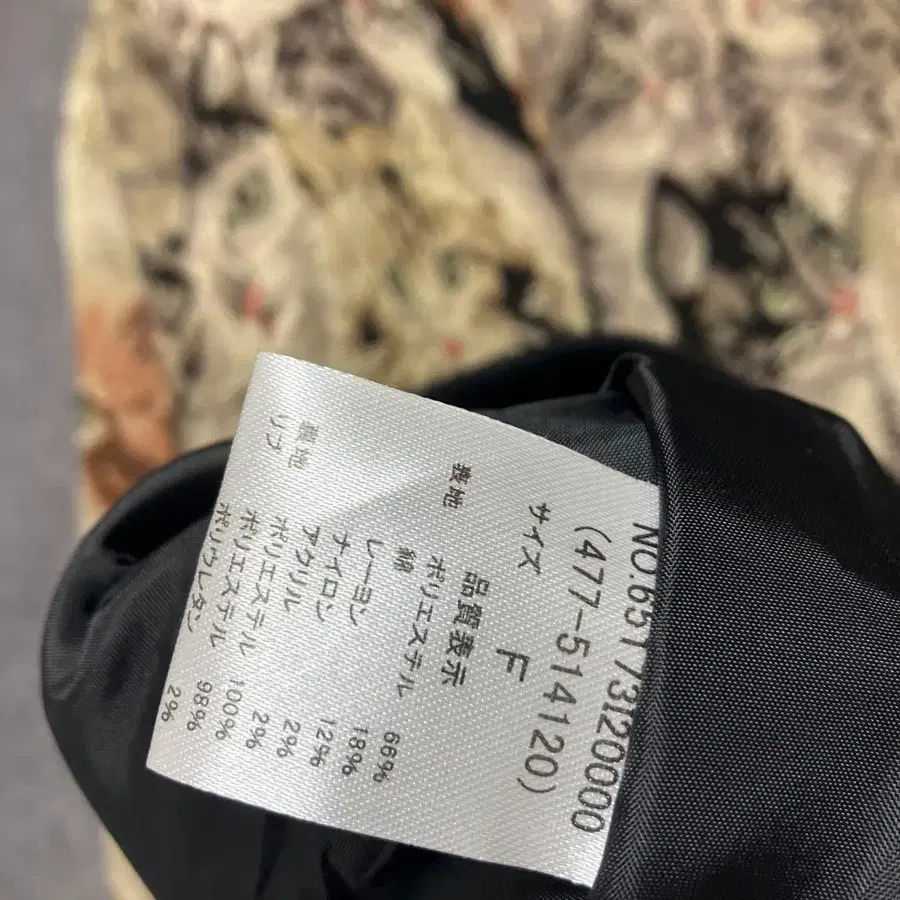 NO.65173I20000
(477-514120)
サイズ F
品質表示
表地 ポリエステル 66%
綿 18%
レーヨン 12%
ナイロン 2%
アクリル 2%
裏地 ポリエステル 100%
リブ ポリエステル 98%
ポリウレタン 2%